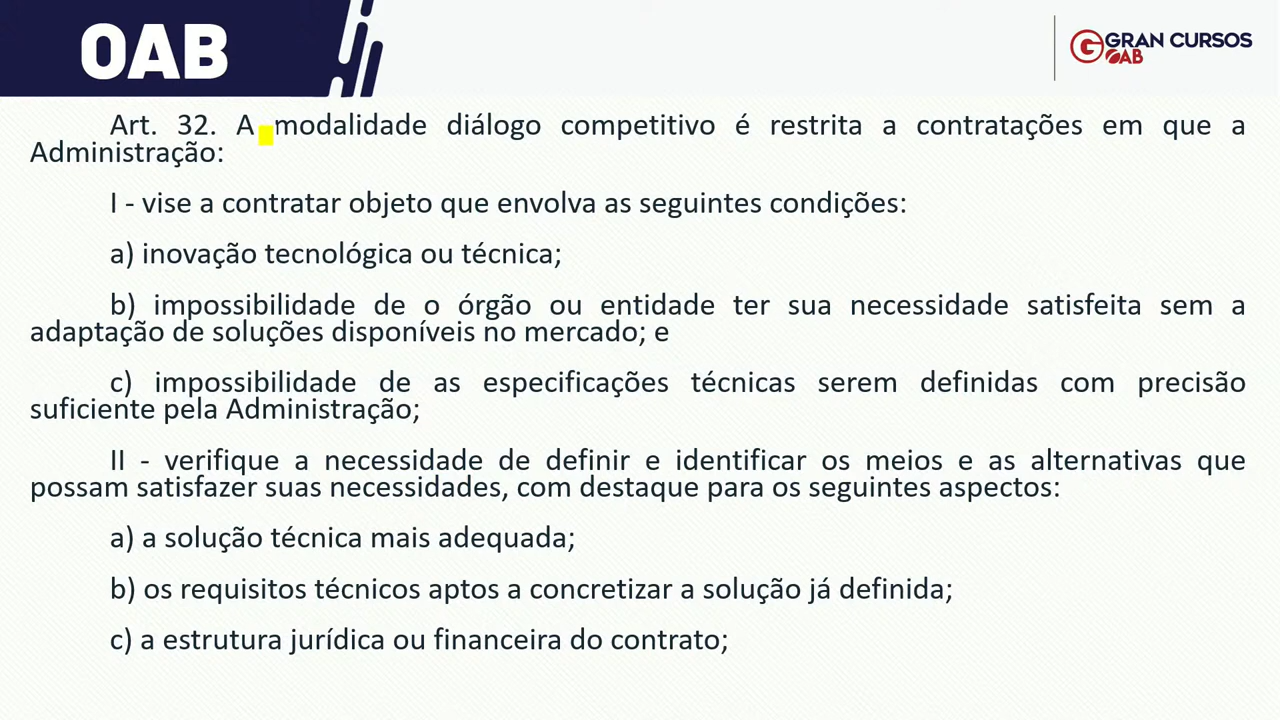 OAB
GRAN CURSOS
OAB
Art. 32. A modalidade diálogo competitivo é restrita a contratações em que a
Administração:
I - vise a contratar objeto que envolva as seguintes condições:
a) inovação tecnológica ou técnica;
b) impossibilidade de o órgão ou entidade ter sua necessidade satisfeita sem a
adaptação de soluções disponíveis no mercado; e
c) impossibilidade de as especificações técnicas serem definidas com precisão
suficiente pela Administração;
II - verifique a necessidade de definir e identificar os meios e as alternativas que
possam satisfazer suas necessidades, com destaque para os seguintes aspectos:
a) a solução técnica mais adequada;
b) os requisitos técnicos aptos a concretizar a solução já definida;
c) a estrutura jurídica ou financeira do contrato;